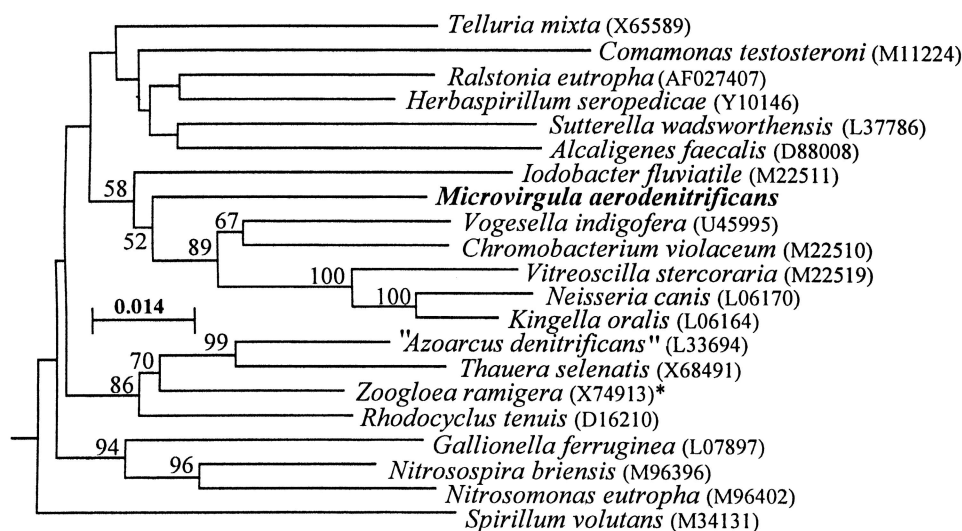 Telluria mixta (X65589)
Comamonas testosteroni (M11224)
Ralstonia eutropha (AF027407)
Herbaspirillum seropedicae (Y10146)
Sutterella wadsworthensis (L37786)
Alcaligenes faecalis (D88008)
Iodobacter fluviatile (M22511)
58
Microvirgula aerodenitrificans
Vogesella indigofera (U45995)
67
52
89
Chromobacterium violaceum (M22510)
Vitreoscilla stercoraria (M22519)
100
Neisseria canis (L06170)
100
0.014
Kingella oralis (L06164)
"Azoarcus denitrificans" (L33694)
99
Thauera selenatis (X68491)
70
86
Zoogloea ramigera (X74913)*
Rhodocyclus tenuis (D16210)
Gallionella ferruginea (L07897)
94
Nitrosospira briensis (M96396)
96
Nitrosomonas eutropha (M96402)
Spirillum volutans (M34131)